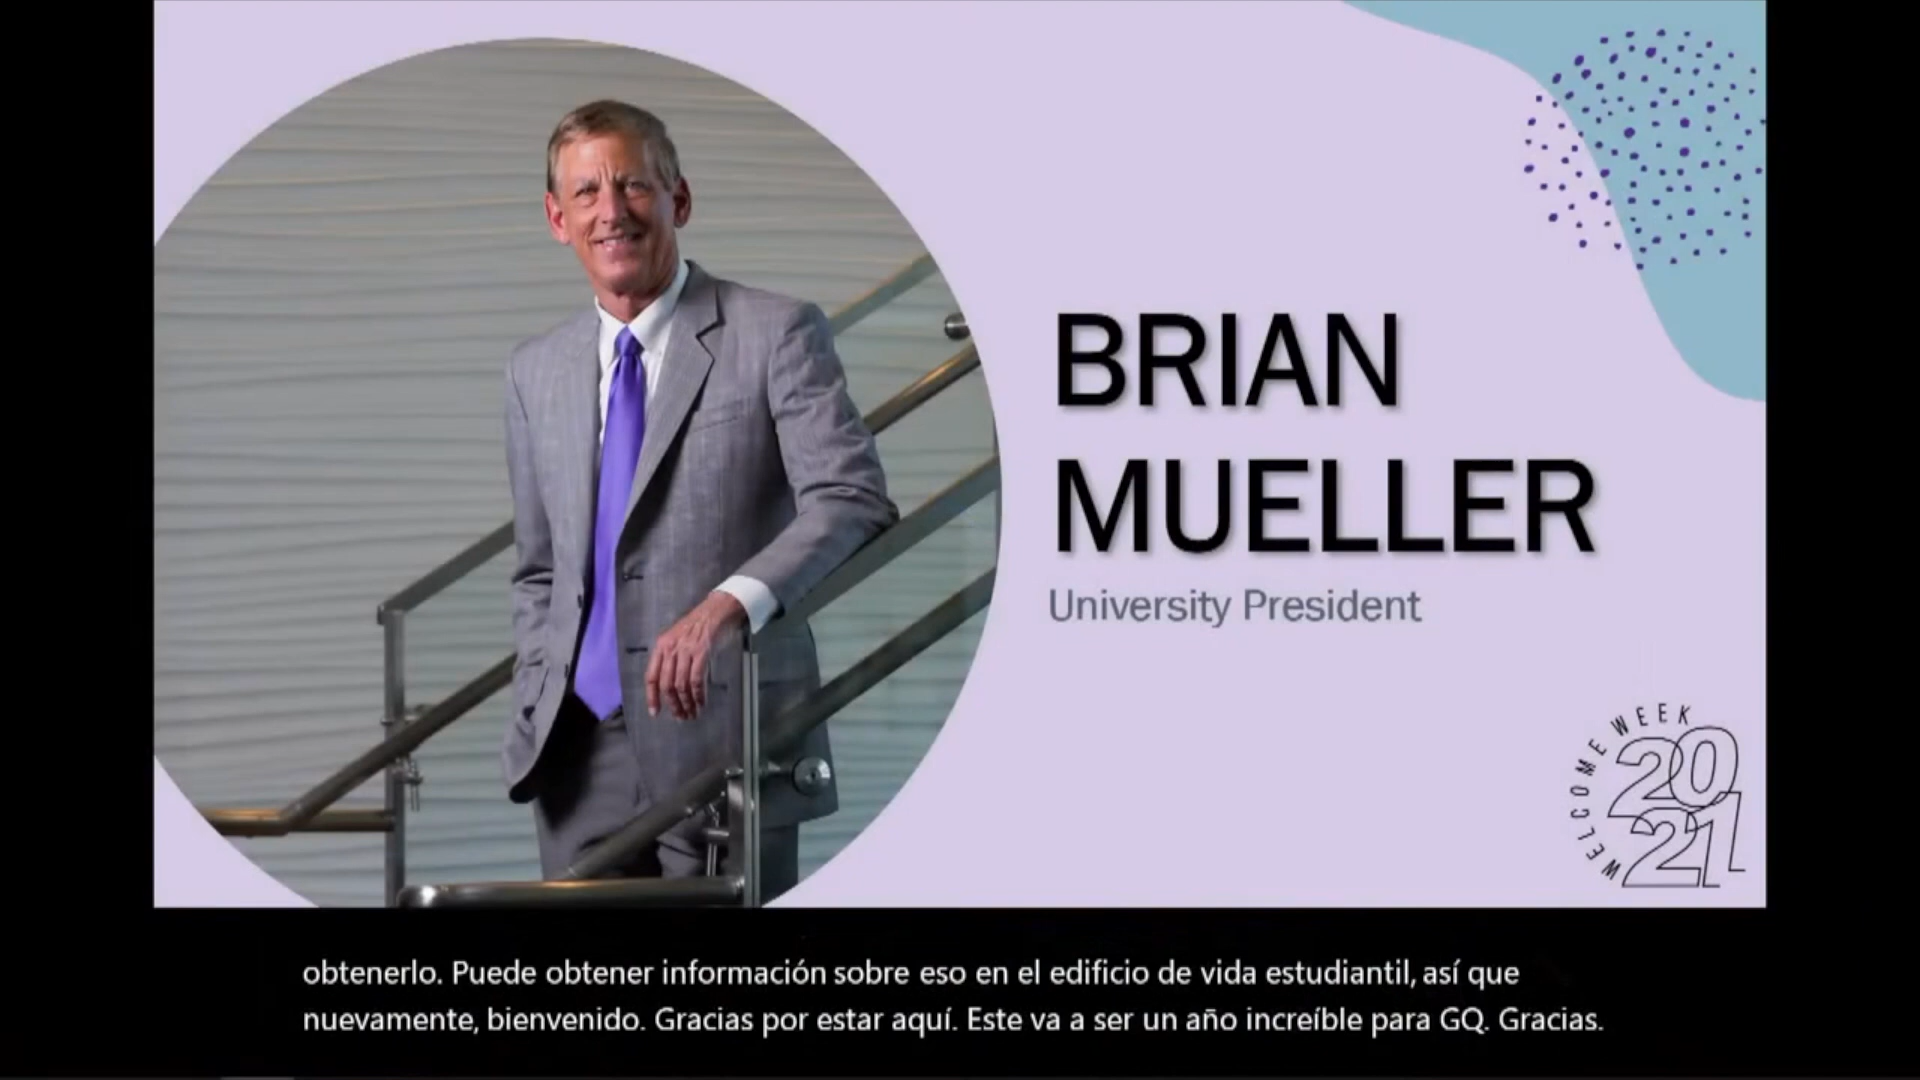 BRIAN
MUELLER
University President
WELCOME WEEK
20
21
obtenerlo. Puede obtener información sobre eso en el edificio de vida estudiantil, así que
nuevamente, bienvenido. Gracias por estar aquí. Este va a ser un año increíble para GQ. Gracias.